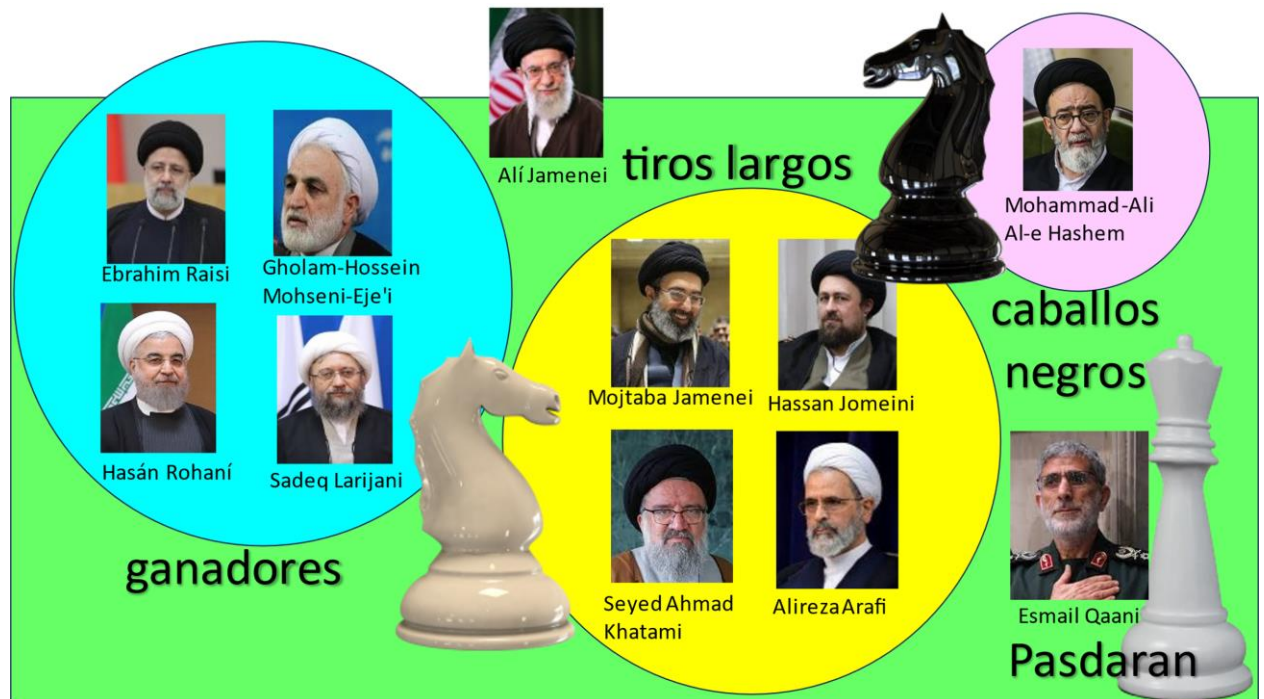 Ebrahim Raisi
Gholam-Hossein
Mohseni-Eje'i
Hasán Rohaní
Sadeq Larijani
ganadores
Alí Jamenei
tiros largos
Mojtaba Jamenei
Hassan Jomeini
Seyed Ahmad
Khatami
Alireza Arafi
Mohammad-Ali
Al-e Hashem
caballos
negros
Esmail Qaani
Pasdaran